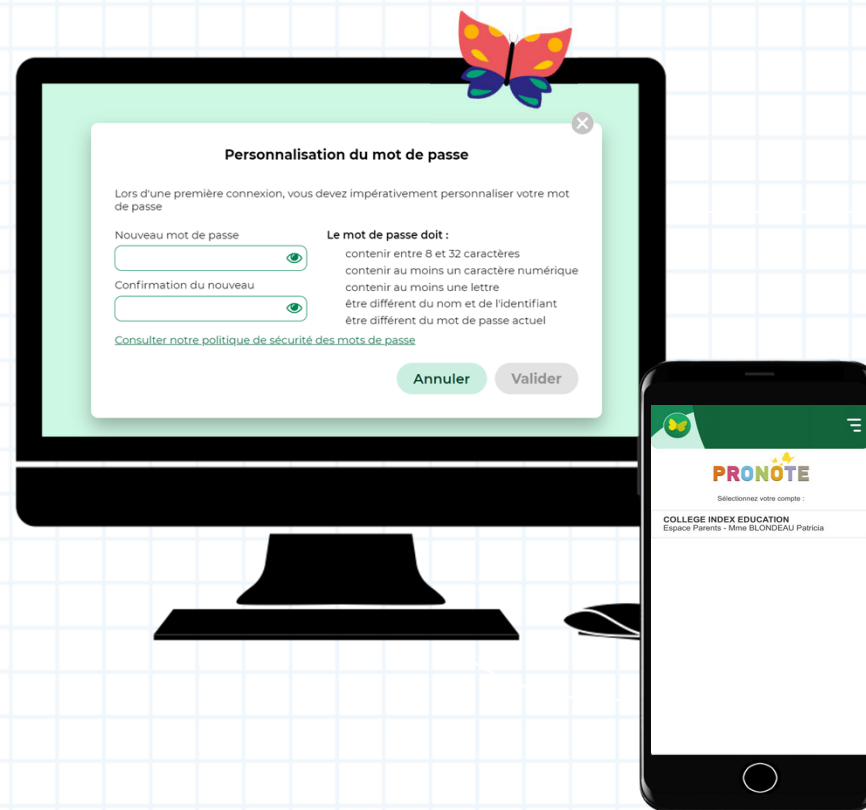 Personnalisation du mot de passe
Lors d'une première connexion, vous devez impérativement personnaliser votre mot
de passe
Nouveau mot de passe
Confirmation du nouveau
Le mot de passe doit :
contenir entre 8 et 32 caractères
contenir au moins un caractère numérique
contenir au moins une lettre
être différent du nom et de l'identifiant
être différent du mot de passe actuel
Consulter notre politique de sécurité des mots de passe
Annuler
Valider
PRONOTE
Sélectionnez votre compte :
COLLEGE INDEX EDUCATION
Espace Parents - Mme BLONDEAU Patricia